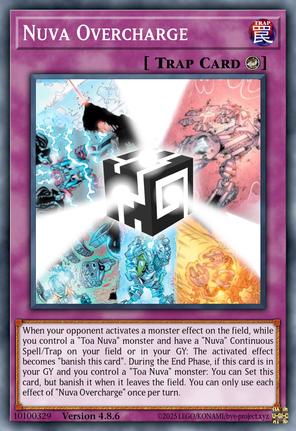 Nuva Overcharge
TRAP
罠
[ Trap Card ]
When your opponent activates a monster effect on the field, while
you control a "Toa Nuva" monster and have a "Nuva" Continuous
Spell/Trap on your field or in your GY: The activated effect
becomes "banish this card". During the End Phase, if this card is in
your GY and you control a "Toa Nuva" monster: You can Set this
card, but banish it when it leaves the field. You can only use each
effect of "Nuva Overcharge" once per turn.
10100329 Version 4.8.6 ©2025 LEGO/KONAMI/bye-project.xyz